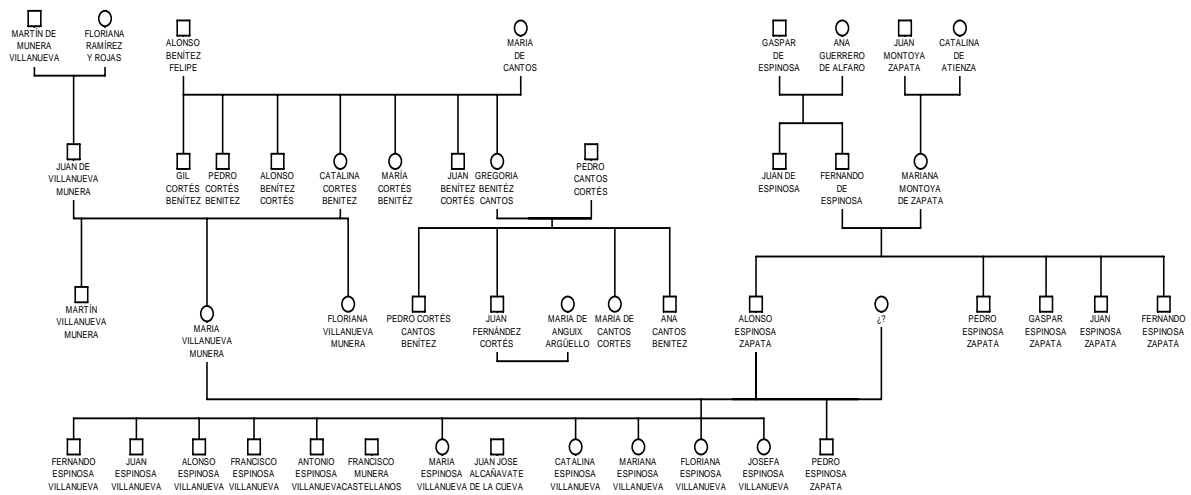 MARTÍN DE
MUNERA
VILLANUEVA
FLORIANA
RAMÍREZ
Y ROJAS
ALONSO
BENÍTEZ
FELIPE
MARIA
DE
CANTOS
GASPAR
DE
ESPINOSA
ANA
GUERRERO
DE ALFARO
JUAN
MONTOYA
ZAPATA
CATALINA
DE
ATIENZA
JUAN DE
VILLANUEVA
MUNERA
GIL
CORTÉS
BENÍTEZ
PEDRO
CORTÉS
BENITEZ
ALONSO
BENÍTEZ
CORTÉS
CATALINA
CORTES
BENITEZ
MARÍA
CORTÉS
BENITÉZ
JUAN
BENÍTEZ
CORTÉS
GREGORIA
BENITÉZ
CANTOS
PEDRO
CANTOS
CORTÉS
JUAN DE
ESPINOSA
FERNANDO
DE
ESPINOSA
MARIANA
MONTOYA
DE ZAPATA
MARTÍN
VILLANUEVA
MUNERA
MARIA
VILLANUEVA
MUNERA
FLORIANA
VILLANUEVA
MUNERA
PEDRO CORTÉS
CANTOS
BENÍTEZ
JUAN
FERNÁNDEZ
CORTÉS
MARIA DE
ANGUIX
ARGÜELLO
MARIA DE
CANTOS
CORTES
ANA
CANTOS
BENITEZ
ALONSO
ESPINOSA
ZAPATA
¿?
PEDRO
ESPINOSA
ZAPATA
GASPAR
ESPINOSA
ZAPATA
JUAN
ESPINOSA
ZAPATA
FERNANDO
ESPINOSA
ZAPATA
FERNANDO
ESPINOSA
VILLANUEVA
JUAN
ESPINOSA
VILLANUEVA
ALONSO
ESPINOSA
VILLANUEVA
FRANCISCO
ESPINOSA
VILLANUEVA
ANTONIO
ESPINOSA
VILLANUEVA
FRANCISCO
MUNERA
CASTELLANOS
MARIA
ESPINOSA
VILLANUEVA
JUAN JOSE
ALCAÑAVATE
DE LA CUEVA
CATALINA
ESPINOSA
VILLANUEVA
MARIANA
ESPINOSA
VILLANUEVA
FLORIANA
ESPINOSA
VILLANUEVA
JOSEFA
ESPINOSA
VILLANUEVA
PEDRO
ESPINOSA
ZAPATA